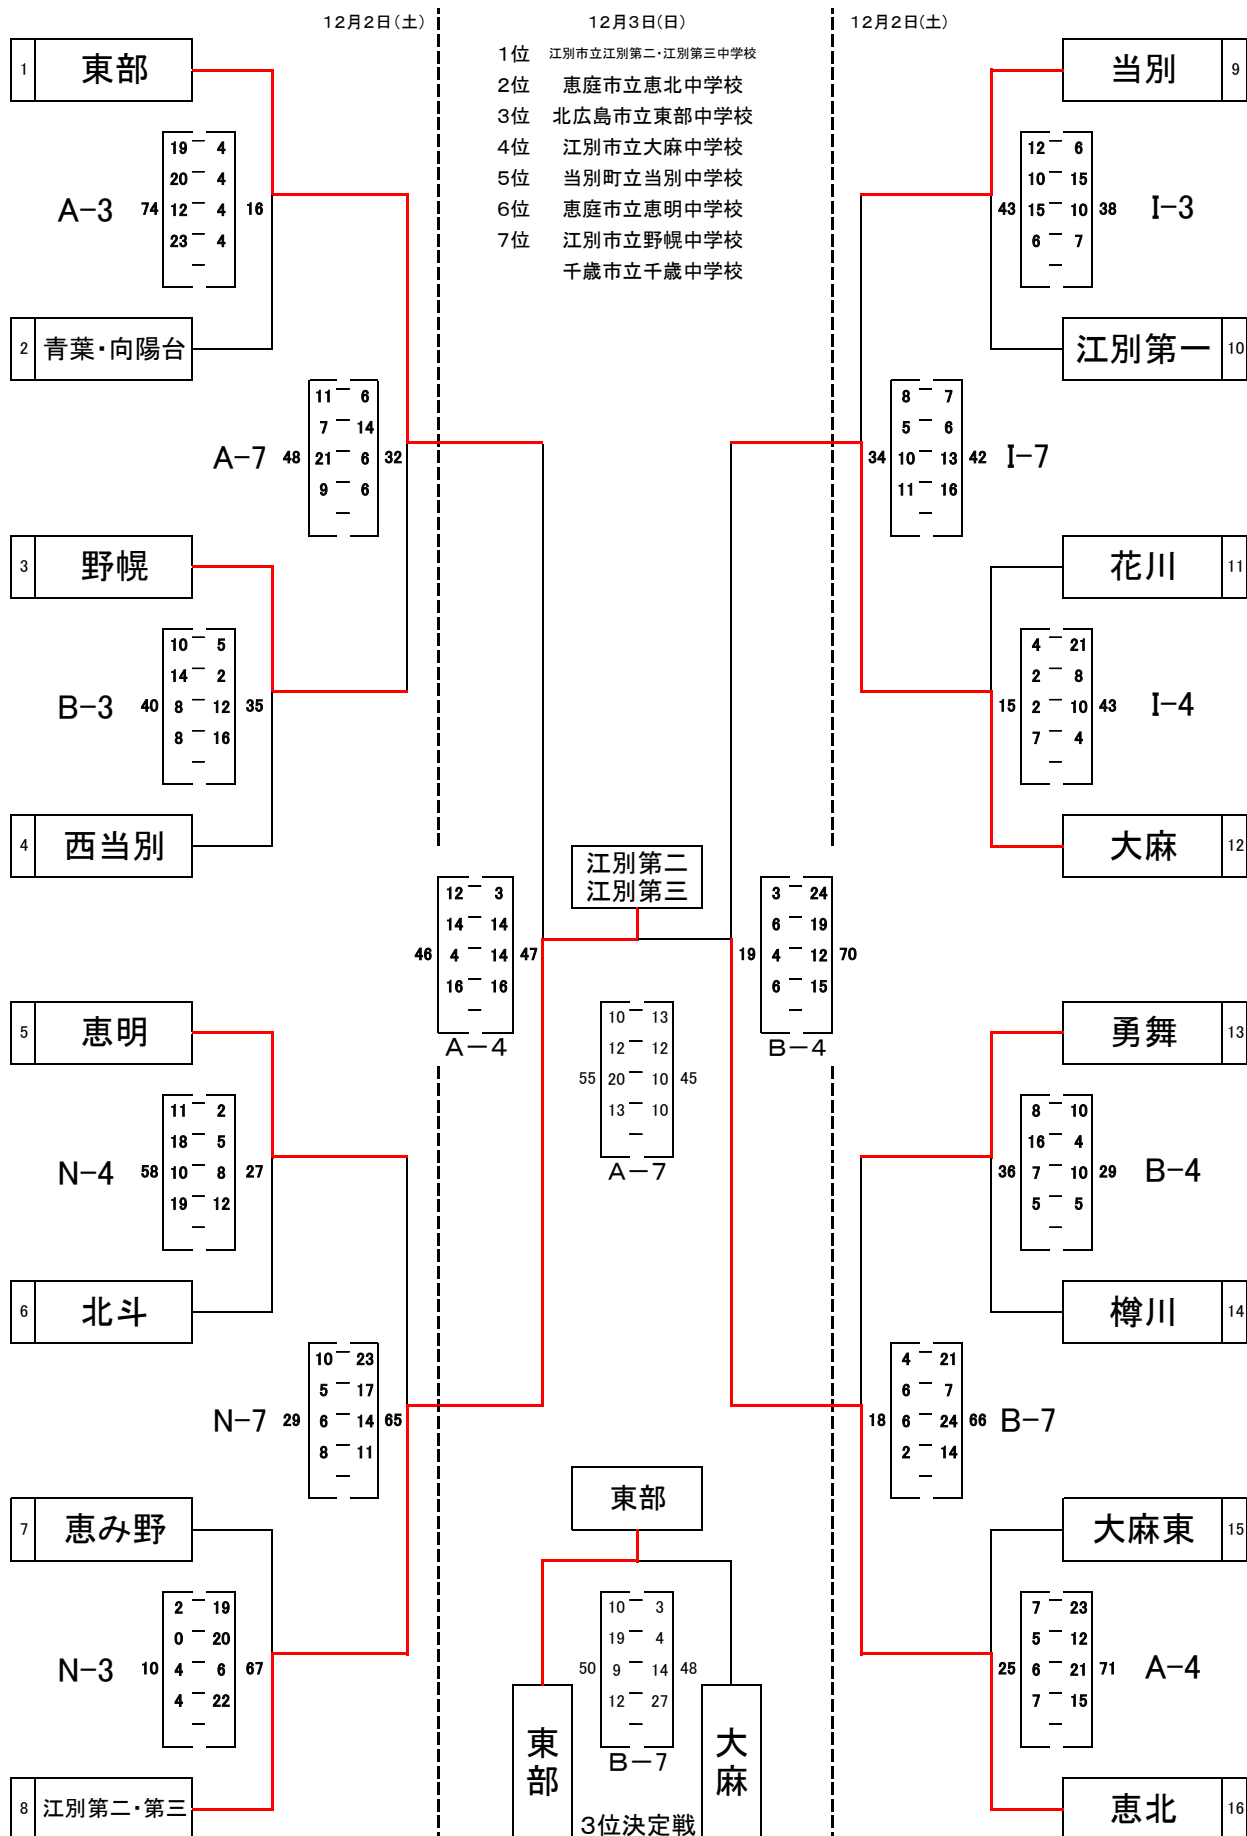 12月2日(土)
12月3日(日)
12月2日(土)
1位 江別市立江別第二・江別第三中学校
2位 恵庭市立恵北中学校
3位 北広島市立東部中学校
4位 江別市立大麻中学校
5位 当別町立当別中学校
6位 恵庭市立恵明中学校
7位 江別市立野幌中学校
千歳市立千歳中学校
1 東部
19 - 4
20 - 4
A-3 74 12 - 4 16
23 - 4
-
2 青葉・向陽台
11 - 6
7 - 14
A-7 48 21 - 6 32
9 - 6
-
3 野幌
10 - 5
14 - 2
B-3 40 8 - 12 35
8 - 16
-
4 西当別
12 - 3
14 - 14
46 4 - 14 47
16 - 16
-
A-4
5 恵明
11 - 2
18 - 5
N-4 58 10 - 8 27
19 - 12
-
6 北斗
10 - 23
5 - 17
N-7 29 6 - 14 65
8 - 11
-
7 恵み野
2 - 19
0 - 20
N-3 10 4 - 6 67
4 - 22
-
8 江別第二・第三
江別第二
江別第三
10 - 13
12 - 12
55 20 - 10 45
13 - 10
-
A-7
東部
10 - 3
19 - 4
50 9 - 14 48
12 - 27
-
B-7
東部
大麻
3位決定戦
当別 9
12 - 6
10 - 15
43 15 - 10 38 I-3
6 - 7
-
江別第一 10
8 - 7
5 - 6
34 10 - 13 42 I-7
11 - 16
-
花川 11
4 - 21
2 - 8
15 2 - 10 43 I-4
7 - 4
-
大麻 12
3 - 24
6 - 19
19 4 - 12 70
6 - 15
-
B-4
勇舞 13
8 - 10
16 - 4
36 7 - 10 29 B-4
5 - 5
-
樽川 14
4 - 21
6 - 7
18 6 - 24 66 B-7
2 - 14
-
大麻東 15
7 - 23
5 - 12
25 6 - 21 71 A-4
7 - 15
-
恵北 16